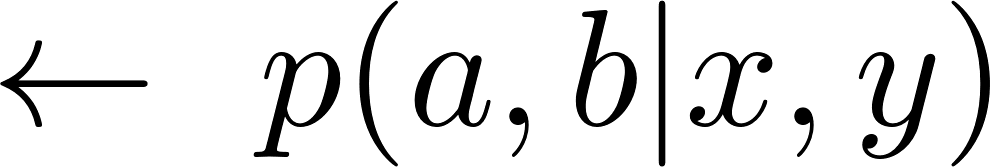 ← p(a, b|x, y)